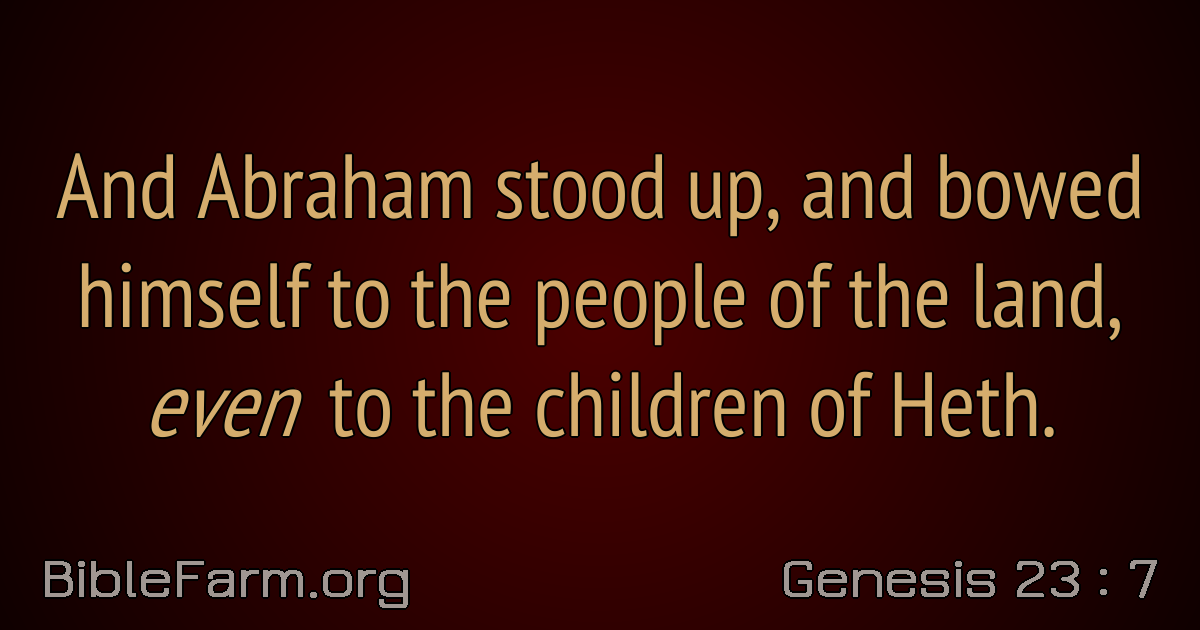 And Abraham stood up, and bowed
himself to the people of the land,
even to the children of Heth.
BibleFarm.org
Genesis 23 : 7